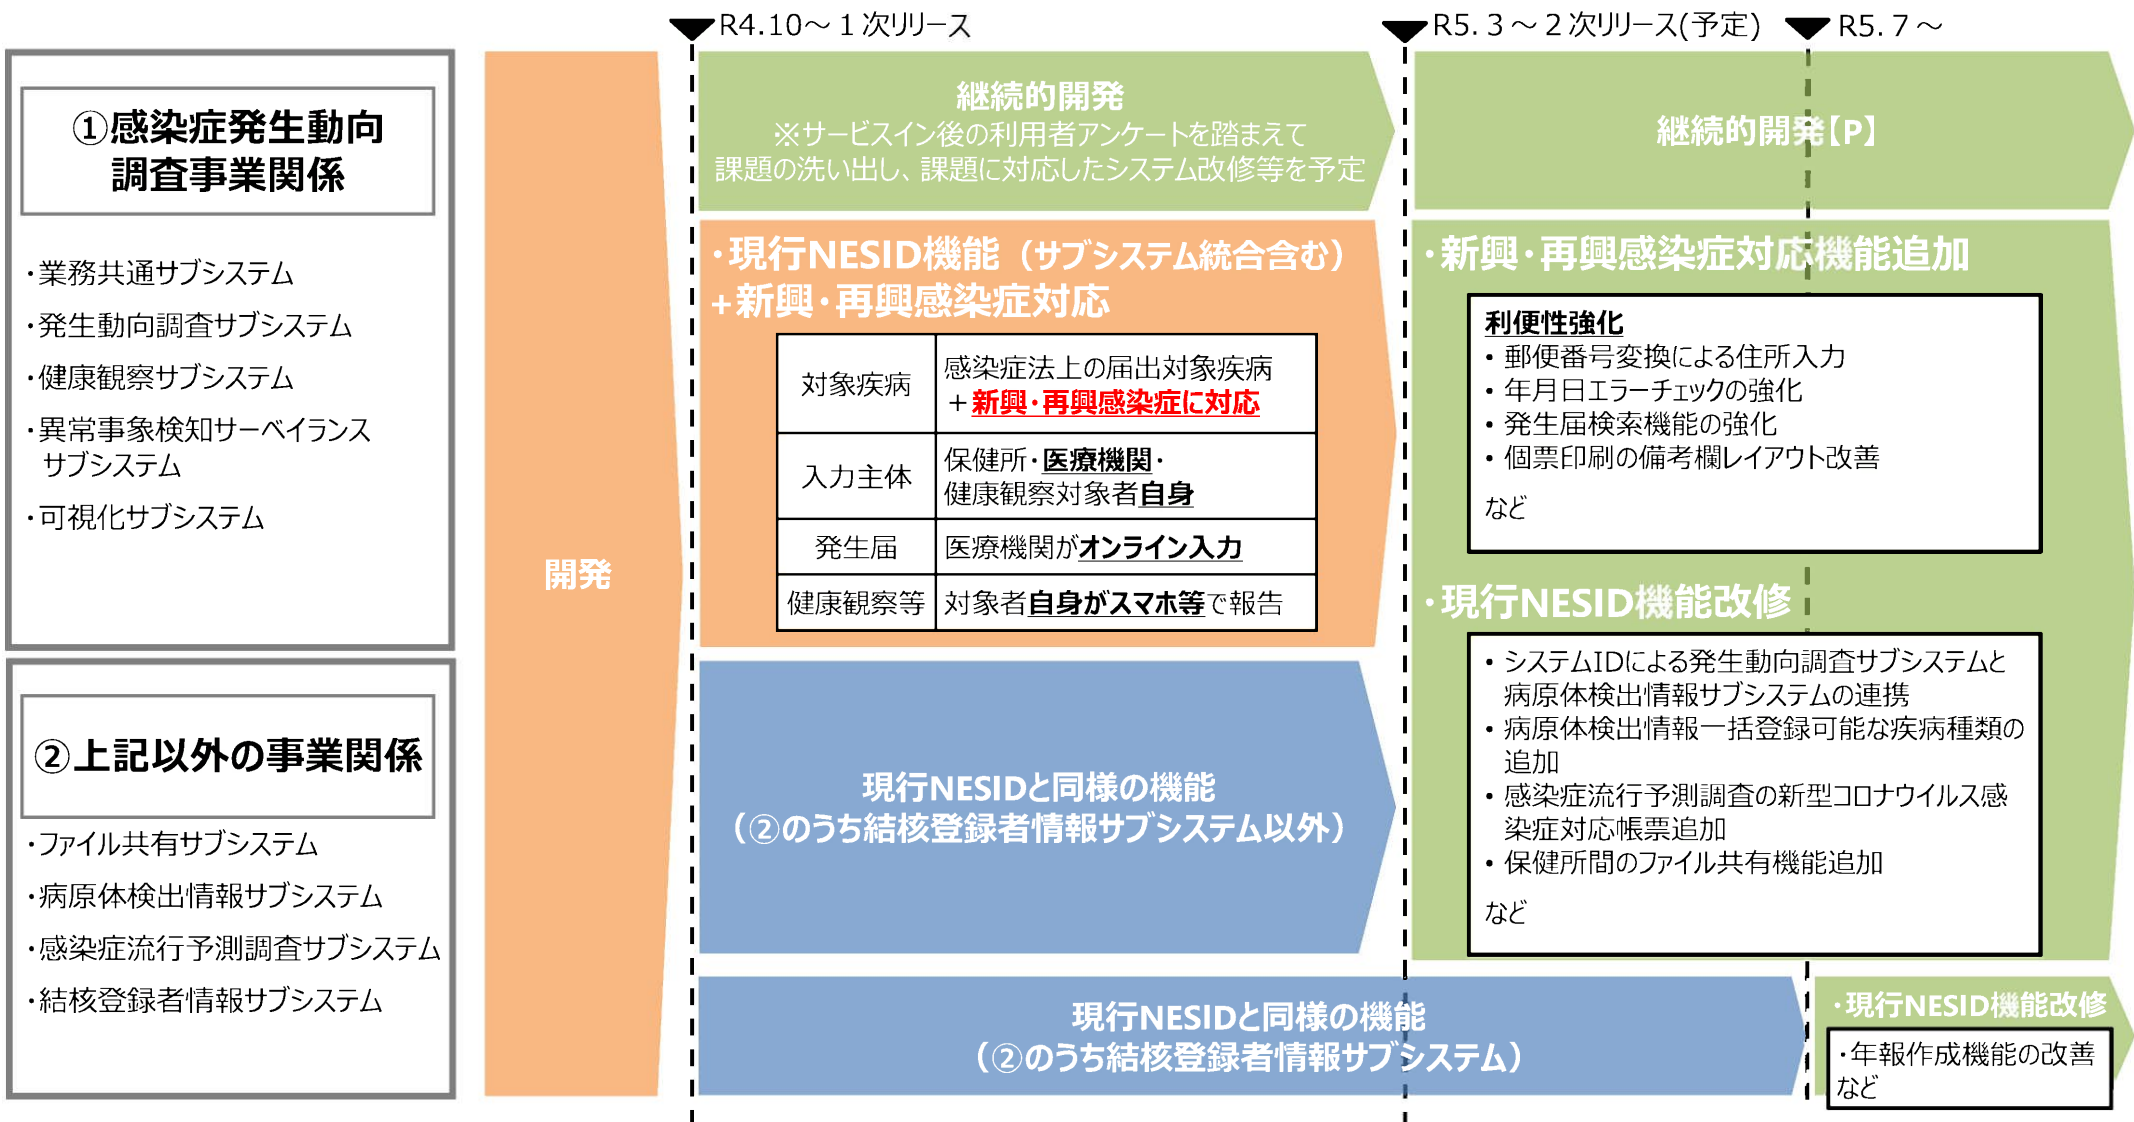 R4.10～１次リリース
R5.３～２次リリース(予定)
R5.７～
①感染症発生動向
調査事業関係
・業務共通サブシステム
・発生動向調査サブシステム
・健康観察サブシステム
・異常事象検知サーベイランス
サブシステム
・可視化サブシステム
②上記以外の事業関係
・ファイル共有サブシステム
・病原体検出情報サブシステム
・感染症流行予測調査サブシステム
・結核登録者情報サブシステム
開発
継続的開発
※サービスイン後の利用者アンケートを踏まえて
課題の洗い出し、課題に対応したシステム改修等を予定
・現行NESID機能（サブシステム統合含む）
+新興・再興感染症対応
対象疾病
感染症法上の届出対象疾病
＋新興・再興感染症に対応
入力主体
保健所・医療機関・
健康観察対象者自身
発生届
医療機関がオンライン入力
健康観察等
対象者自身がスマホ等で報告
現行NESIDと同様の機能
（②のうち結核登録者情報サブシステム以外）
現行NESIDと同様の機能
（②のうち結核登録者情報サブシステム）
継続的開発【P】
・新興・再興感染症対応機能追加
利便性強化
• 郵便番号変換による住所入力
• 年月日エラーチェックの強化
• 発生届検索機能の強化
• 個票印刷の備考欄レイアウト改善
など
・現行NESID機能改修
• システムIDによる発生動向調査サブシステムと
病原体検出情報サブシステムの連携
• 病原体検出情報一括登録可能な疾病種類の
追加
• 感染症流行予測調査の新型コロナウイルス感
染症対応帳票追加
• 保健所間のファイル共有機能追加
など
・現行NESID機能改修
・年報作成機能の改善
など